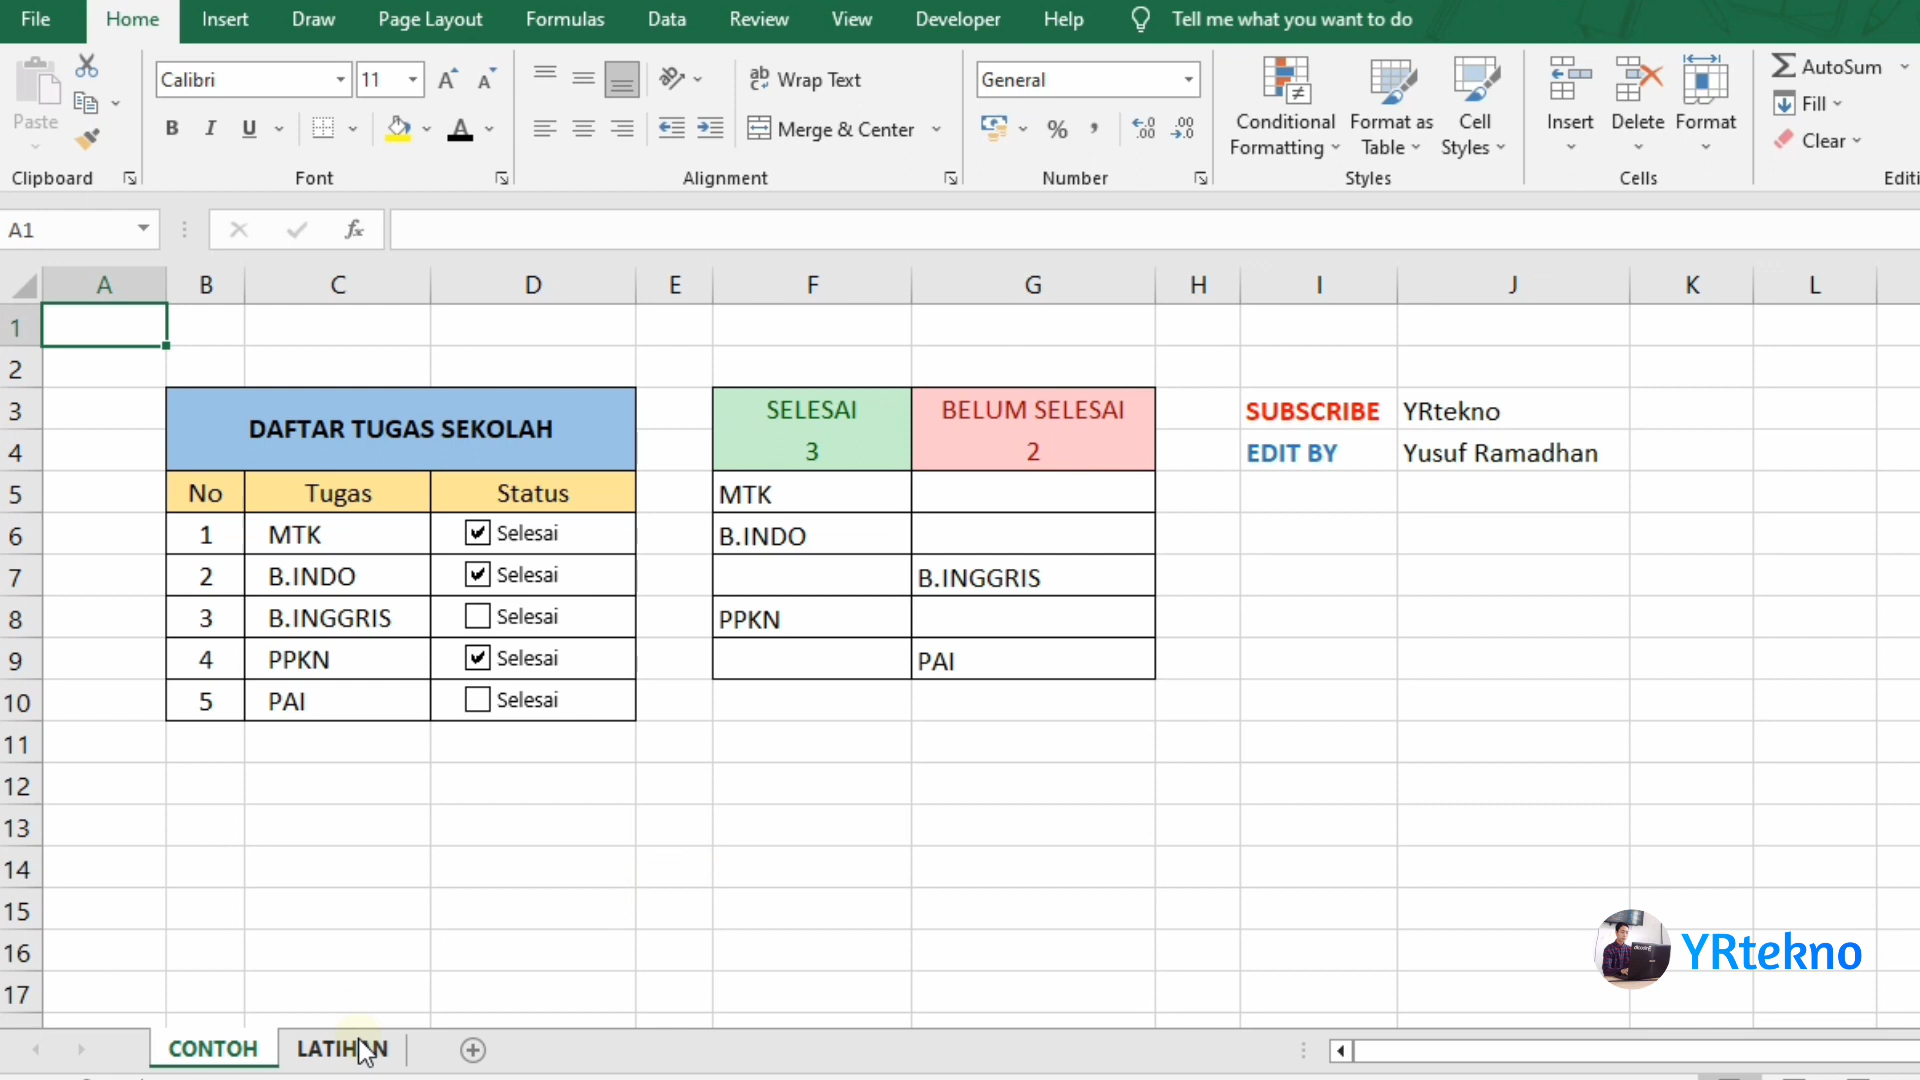 File Home Insert Draw Page Layout Formulas Data Review View Developer Help Tell me what you want to do
Calibri 11 Wrap Text General AutoSum
Paste B I U A Merge & Center % Conditional Formatting Format as Table Cell Styles Insert Delete Format Fill
Clear
Clipboard Font Alignment Number Styles Cells Editi
A1 fx
A B C D E F G H I J K L
1
2
3 DAFTAR TUGAS SEKOLAH SELESAI BELUM SELESAI SUBSCRIBE YRtekno
4 3 2 EDIT BY Yusuf Ramadhan
5 No Tugas Status MTK
6 1 MTK Selesai B.INDO
7 2 B.INDO Selesai B.INGGRIS
8 3 B.INGGRIS Selesai PPKN
9 4 PPKN Selesai PAI
10 5 PAI Selesai
11
12
13
14
15
16 YRtekno
17
CONTOH LATIHAN